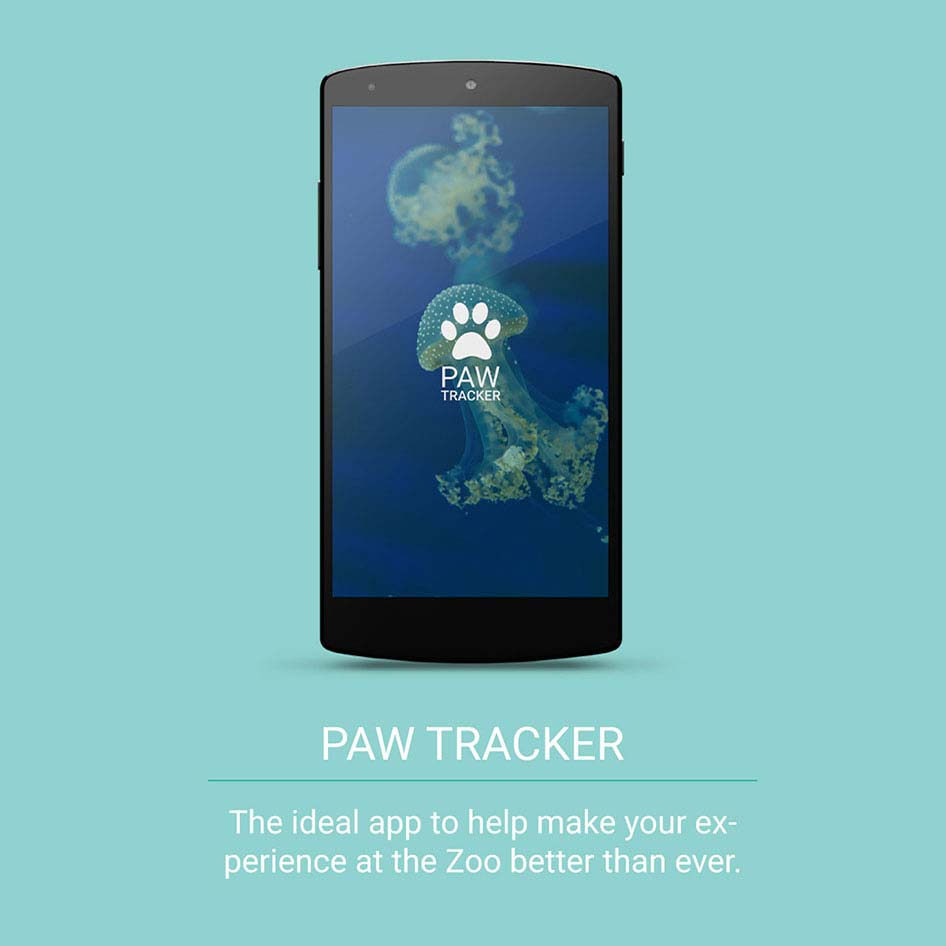 PAW
TRACKER
PAW TRACKER
The ideal app to help make your ex-
perience at the Zoo better than ever.